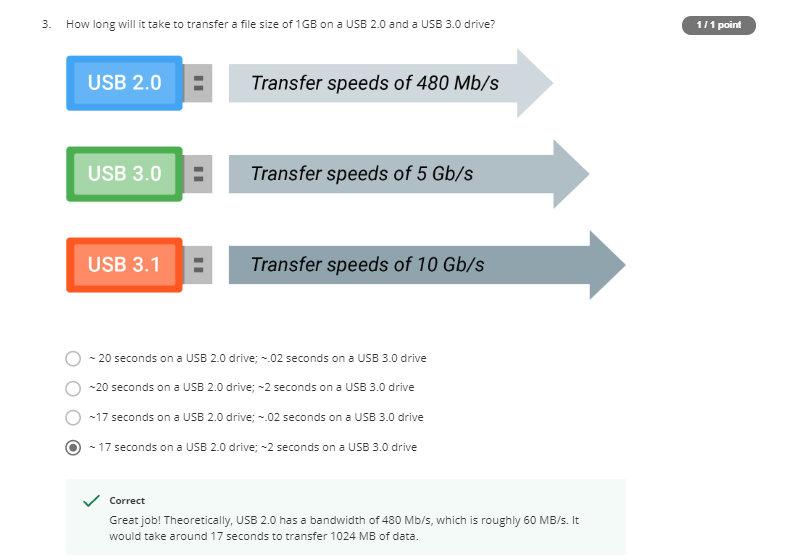 3. How long will it take to transfer a file size of 1GB on a USB 2.0 and a USB 3.0 drive?
1 / 1 point
USB 2.0
Transfer speeds of 480 Mb/s
USB 3.0
Transfer speeds of 5 Gb/s
USB 3.1
Transfer speeds of 10 Gb/s
~ 20 seconds on a USB 2.0 drive; ~.02 seconds on a USB 3.0 drive
~20 seconds on a USB 2.0 drive; ~2 seconds on a USB 3.0 drive
~17 seconds on a USB 2.0 drive; ~.02 seconds on a USB 3.0 drive
~ 17 seconds on a USB 2.0 drive; ~2 seconds on a USB 3.0 drive
Correct
Great job! Theoretically, USB 2.0 has a bandwidth of 480 Mb/s, which is roughly 60 MB/s. It
would take around 17 seconds to transfer 1024 MB of data.